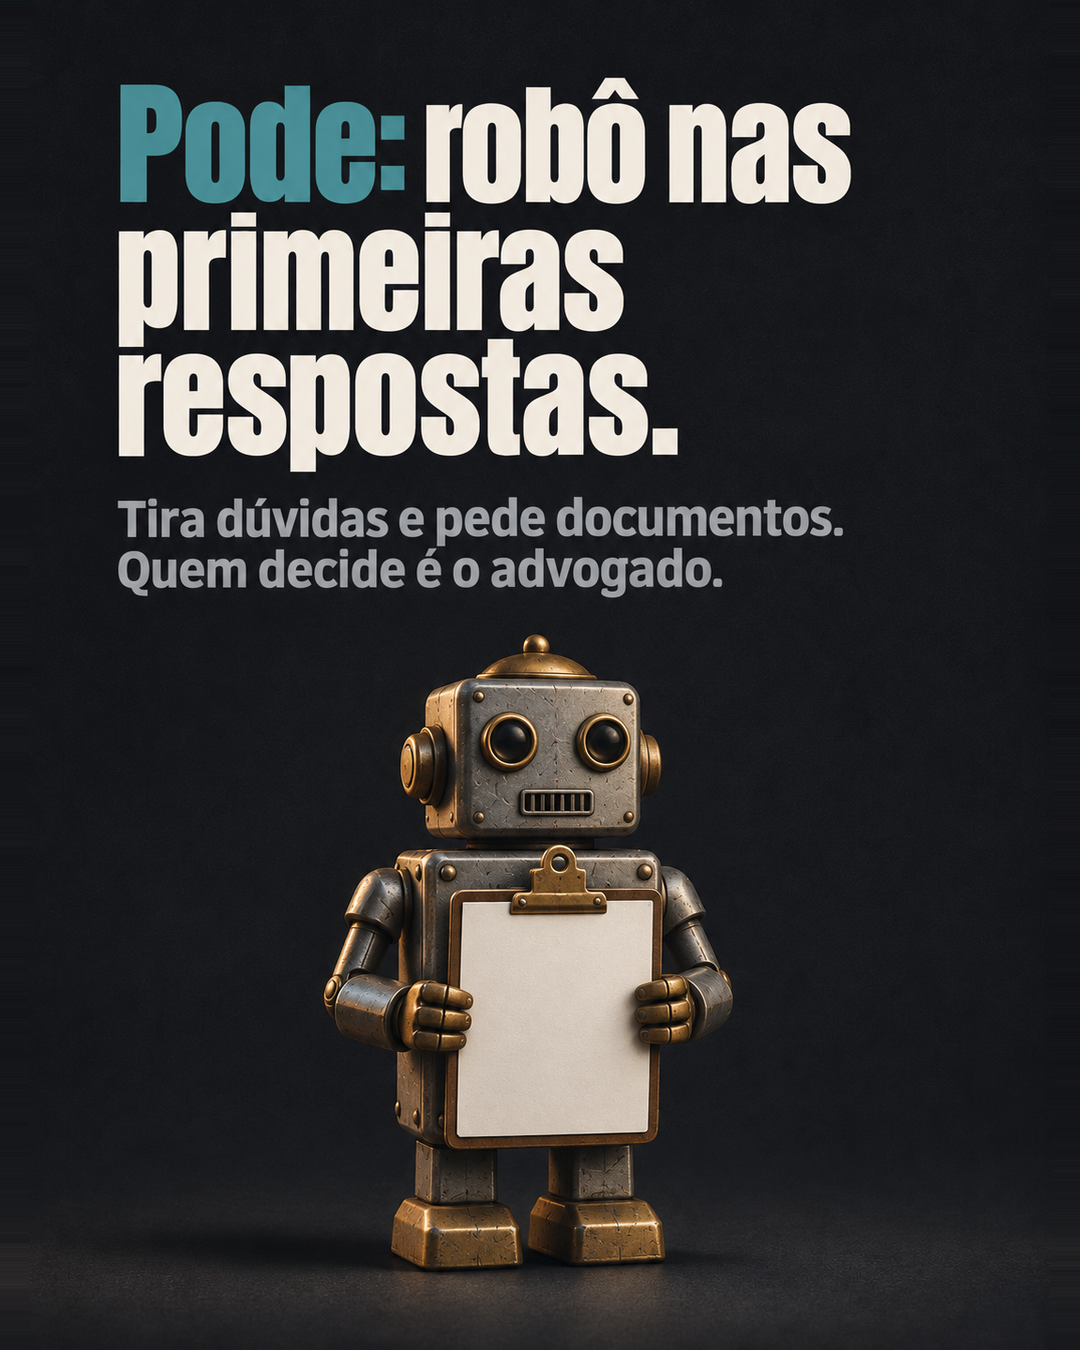 Pode: robô nas
primeiras
respostas.
Tira dúvidas e pede documentos.
Quem decide é o advogado.